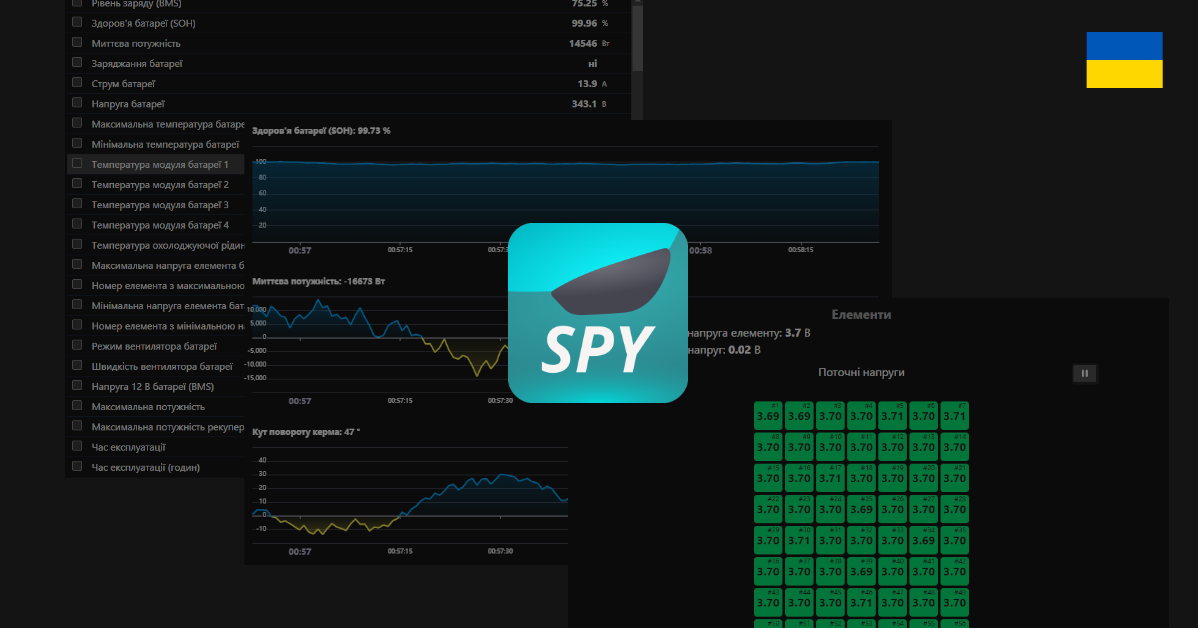 Рівень заряду (BMS) 75.25 %
Здоров'я батареї (SOH) 99.96 %
Миттєва потужність 14546 Вт
Заряджання батареї ні
Струм батареї 13.9 А
Напруга батареї 343.1 В
Максимальна температура батаре
Мінімальна температура батареї
Температура модуля батареї 1
Температура модуля батареї 2
Температура модуля батареї 3
Температура модуля батареї 4
Температура охолоджуючої рідин
Максимальна напруга елемента б
Номер елемента з максимальною
Мінімальна напруга елемента бат
Номер елемента з мінімальною н
Режим вентилятора батареї
Швидкість вентилятора батареї
Напруга 12 В батареї (BMS)
Максимальна потужність
Максимальна потужність рекупер
Час експлуатації
Час експлуатації (годин)
Здоров'я батареї (SOH): 99.73 %
100
80
60
40
20
00:57 00:57:15 00:57:3 00:58 00:58:15
Миттєва потужність: -16673 Вт
10,000
5,000
0
-5,000
-10,000
-15,000
00:57 00:57:15 00:57:30
Кут повороту керма: 47 °
40
30
20
10
0
-10
00:57 00:57:15 00:57:30
SPY
Елементи
напруга елементу: 3.7 В
напруг: 0.02 В
Поточні напруги
#1 #2 #3 #4 #5 #6 #7
3.69 3.69 3.70 3.70 3.71 3.70 3.71
#8 #9 #10 #11 #12 #13 #14
3.70 3.70 3.70 3.70 3.70 3.70 3.70
#15 #16 #17 #18 #19 #20 #21
3.70 3.70 3.71 3.70 3.70 3.70 3.70
#22 #23 #24 #25 #26 #27 #28
3.70 3.70 3.70 3.69 3.70 3.70 3.70
#29 #30 #31 #32 #33 #34 #35
3.70 3.71 3.70 3.70 3.70 3.69 3.70
#36 #37 #38 #39 #40 #41 #42
3.70 3.70 3.70 3.69 3.70 3.70 3.70
#43 #44 #45 #46 #47 #48 #49
3.70 3.70 3.70 3.71 3.70 3.70 3.70
#50 #51 #52 #53 #54 #55 #56